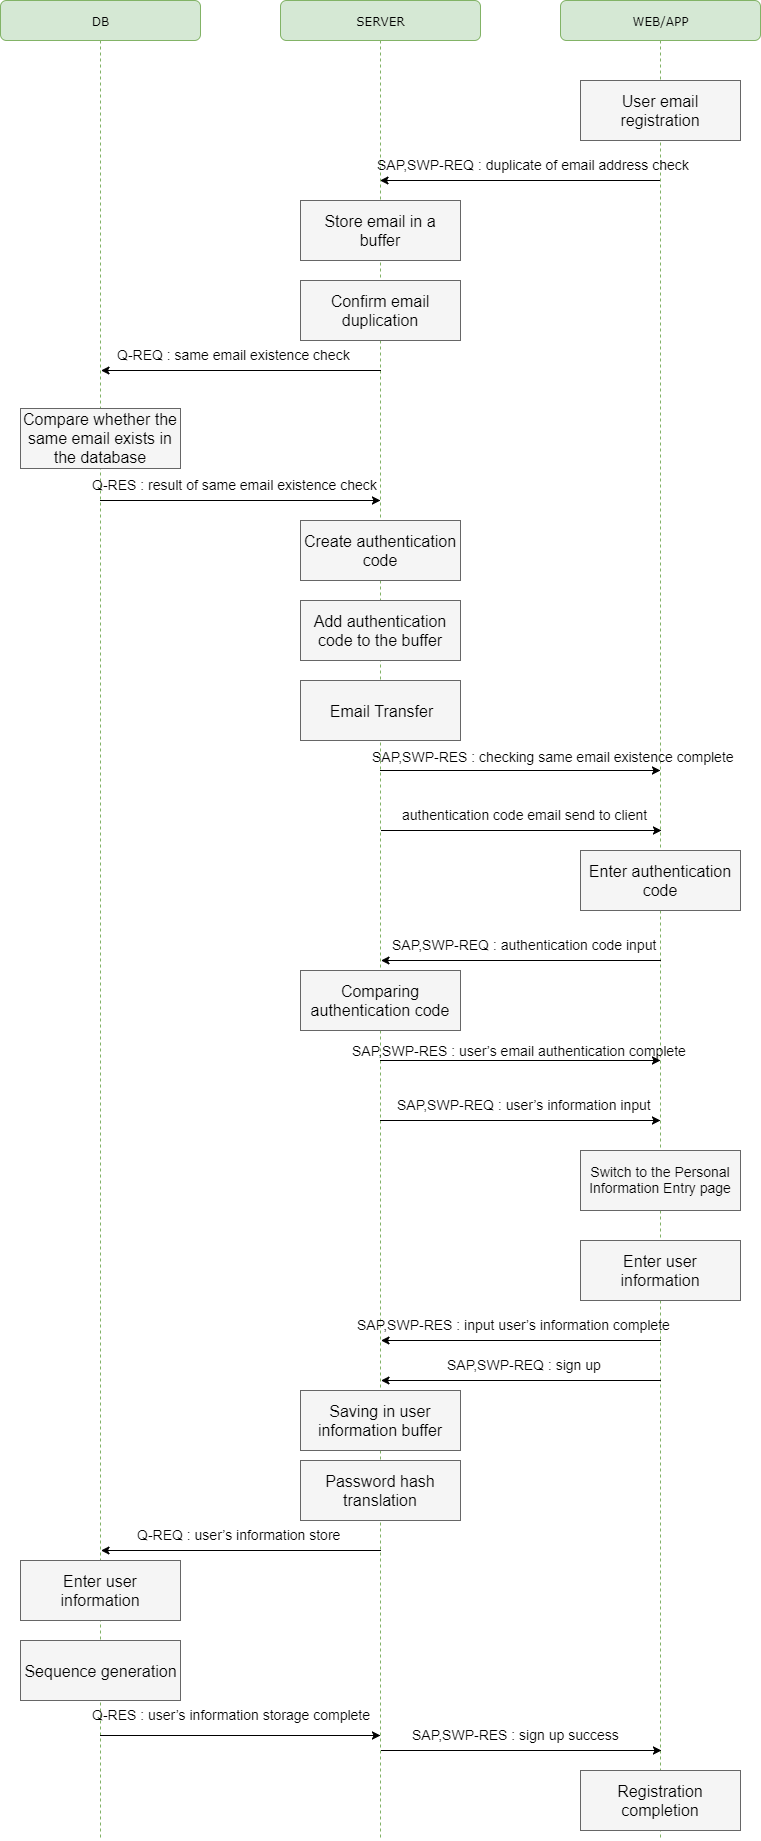 DB
SERVER
WEB/APP
User email
registration
SAP,SWP-REQ : duplicate of email address check
Store email in a
buffer
Confirm email
duplication
Q-REQ : same email existence check
Compare whether the
same email exists in
the database
Q-RES : result of same email existence check
Create authentication
code
Add authentication
code to the buffer
Email Transfer
SAP,SWP-RES : checking same email existence complete
authentication code email send to client
Enter authentication
code
SAP,SWP-REQ : authentication code input
Comparing
authentication code
SAP,SWP-RES : user’s email authentication complete
SAP,SWP-REQ : user’s information input
Switch to the Personal
Information Entry page
Enter user
information
SAP,SWP-RES : input user’s information complete
SAP,SWP-REQ : sign up
Saving in user
information buffer
Password hash
translation
Q-REQ : user’s information store
Enter user
information
Sequence generation
Q-RES : user’s information storage complete
SAP,SWP-RES : sign up success
Registration
completion